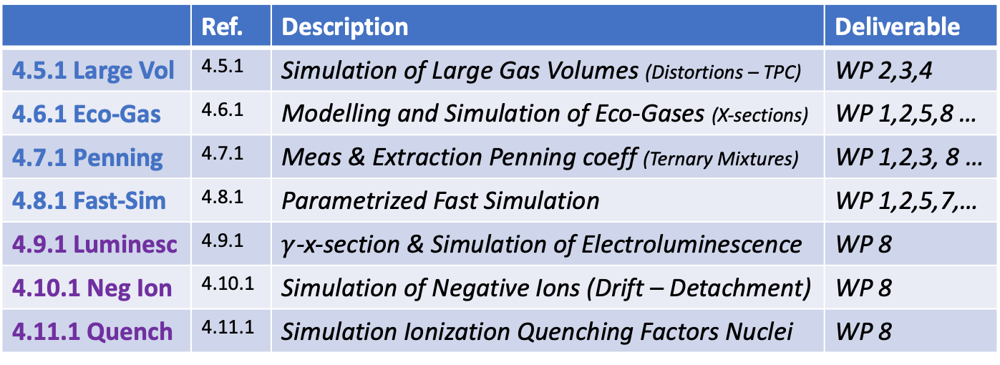 Ref. Description Deliverable
4.5.1 Large Vol 4.5.1 Simulation of Large Gas Volumes (Distortions – TPC) WP 2,3,4
4.6.1 Eco-Gas 4.6.1 Modelling and Simulation of Eco-Gases (X-sections) WP 1,2,5,8 ...
4.7.1 Penning 4.7.1 Meas & Extraction Penning coeff (Ternary Mixtures) WP 1,2,3, 8 ...
4.8.1 Fast-Sim 4.8.1 Parametrized Fast Simulation WP 1,2,5,7,...
4.9.1 Luminesc 4.9.1 γ-x-section & Simulation of Electroluminescence WP 8
4.10.1 Neg Ion 4.10.1 Simulation of Negative Ions (Drift – Detachment) WP 8
4.11.1 Quench 4.11.1 Simulation Ionization Quenching Factors Nuclei WP 8